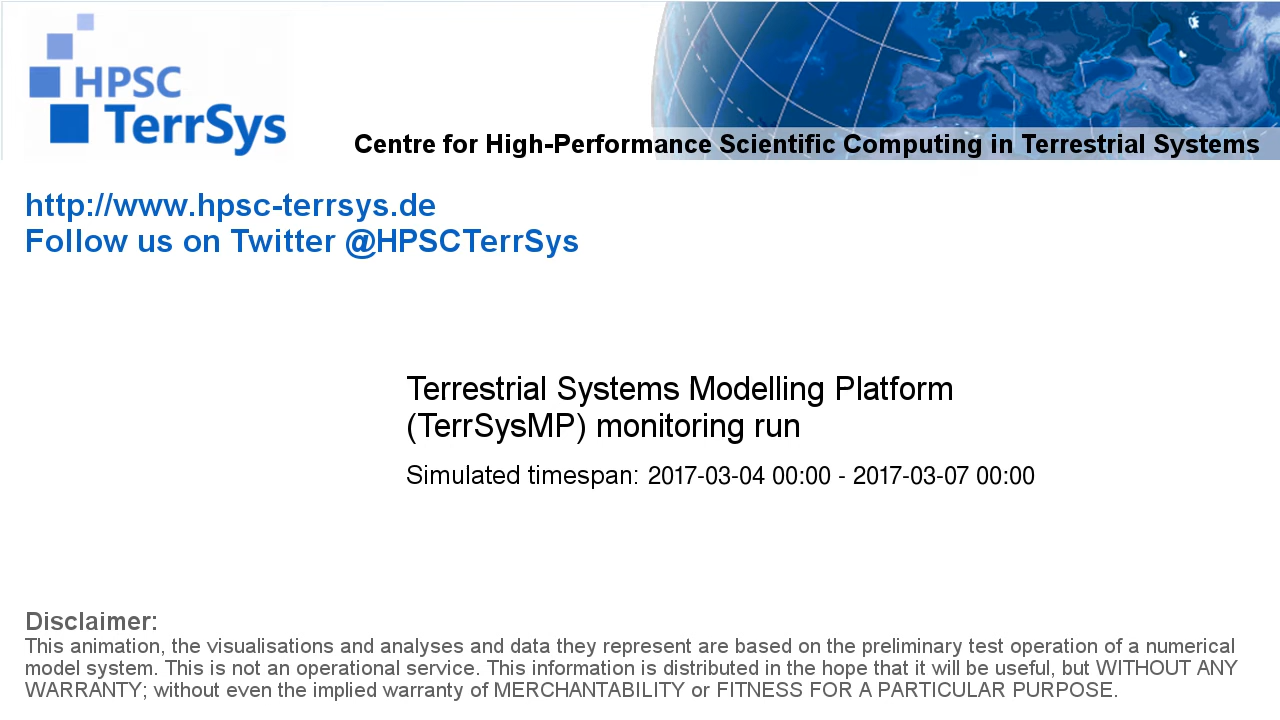 HPSC
TerrSys
Centre for High-Performance Scientific Computing in Terrestrial Systems
http://www.hpsc-terrsys.de
Follow us on Twitter @HPSCTerrSys
Terrestrial Systems Modelling Platform
(TerrSysMP) monitoring run
Simulated timespan: 2017-03-04 00:00 - 2017-03-07 00:00
Disclaimer:
This animation, the visualisations and analyses and data they represent are based on the preliminary test operation of a numerical
model system. This is not an operational service. This information is distributed in the hope that it will be useful, but WITHOUT ANY
WARRANTY; without even the implied warranty of MERCHANTABILITY or FITNESS FOR A PARTICULAR PURPOSE.